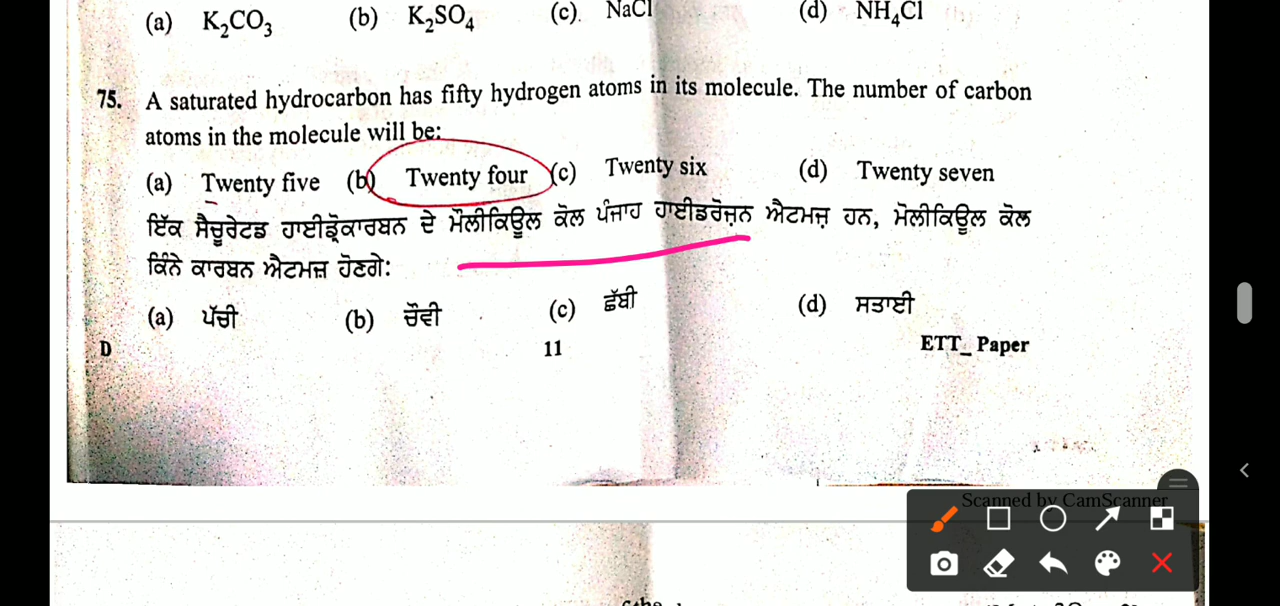 (a) K₂CO₃ (b) K₂SO₄ (c). NaCl (d) NH₄Cl
75. A saturated hydrocarbon has fifty hydrogen atoms in its molecule. The number of carbon
atoms in the molecule will be:
(a) Twenty five (b) Twenty four (c) Twenty six (d) Twenty seven
ਇੱਕ ਸੈਚੂਰੇਟਡ ਹਾਈਡ੍ਰੋਕਾਰਬਨ ਦੇ ਮੌਲੀਕਿਊਲ ਕੋਲ ਪੰਜਾਹ ਹਾਈਡਰੋਜ਼ਨ ਐਟਮਜ਼ ਹਨ, ਮੋਲੀਕਿਊਲ ਕੋਲ
ਕਿੰਨੇ ਕਾਰਬਨ ਐਟਮਜ਼ ਹੋਣਗੇ:
(a) ਪੱਚੀ (b) ਚੌਵੀ (c) ਛੱਬੀ (d) ਸਤਾਈ
D 11 ETT_ Paper
Scanned by CamScanner